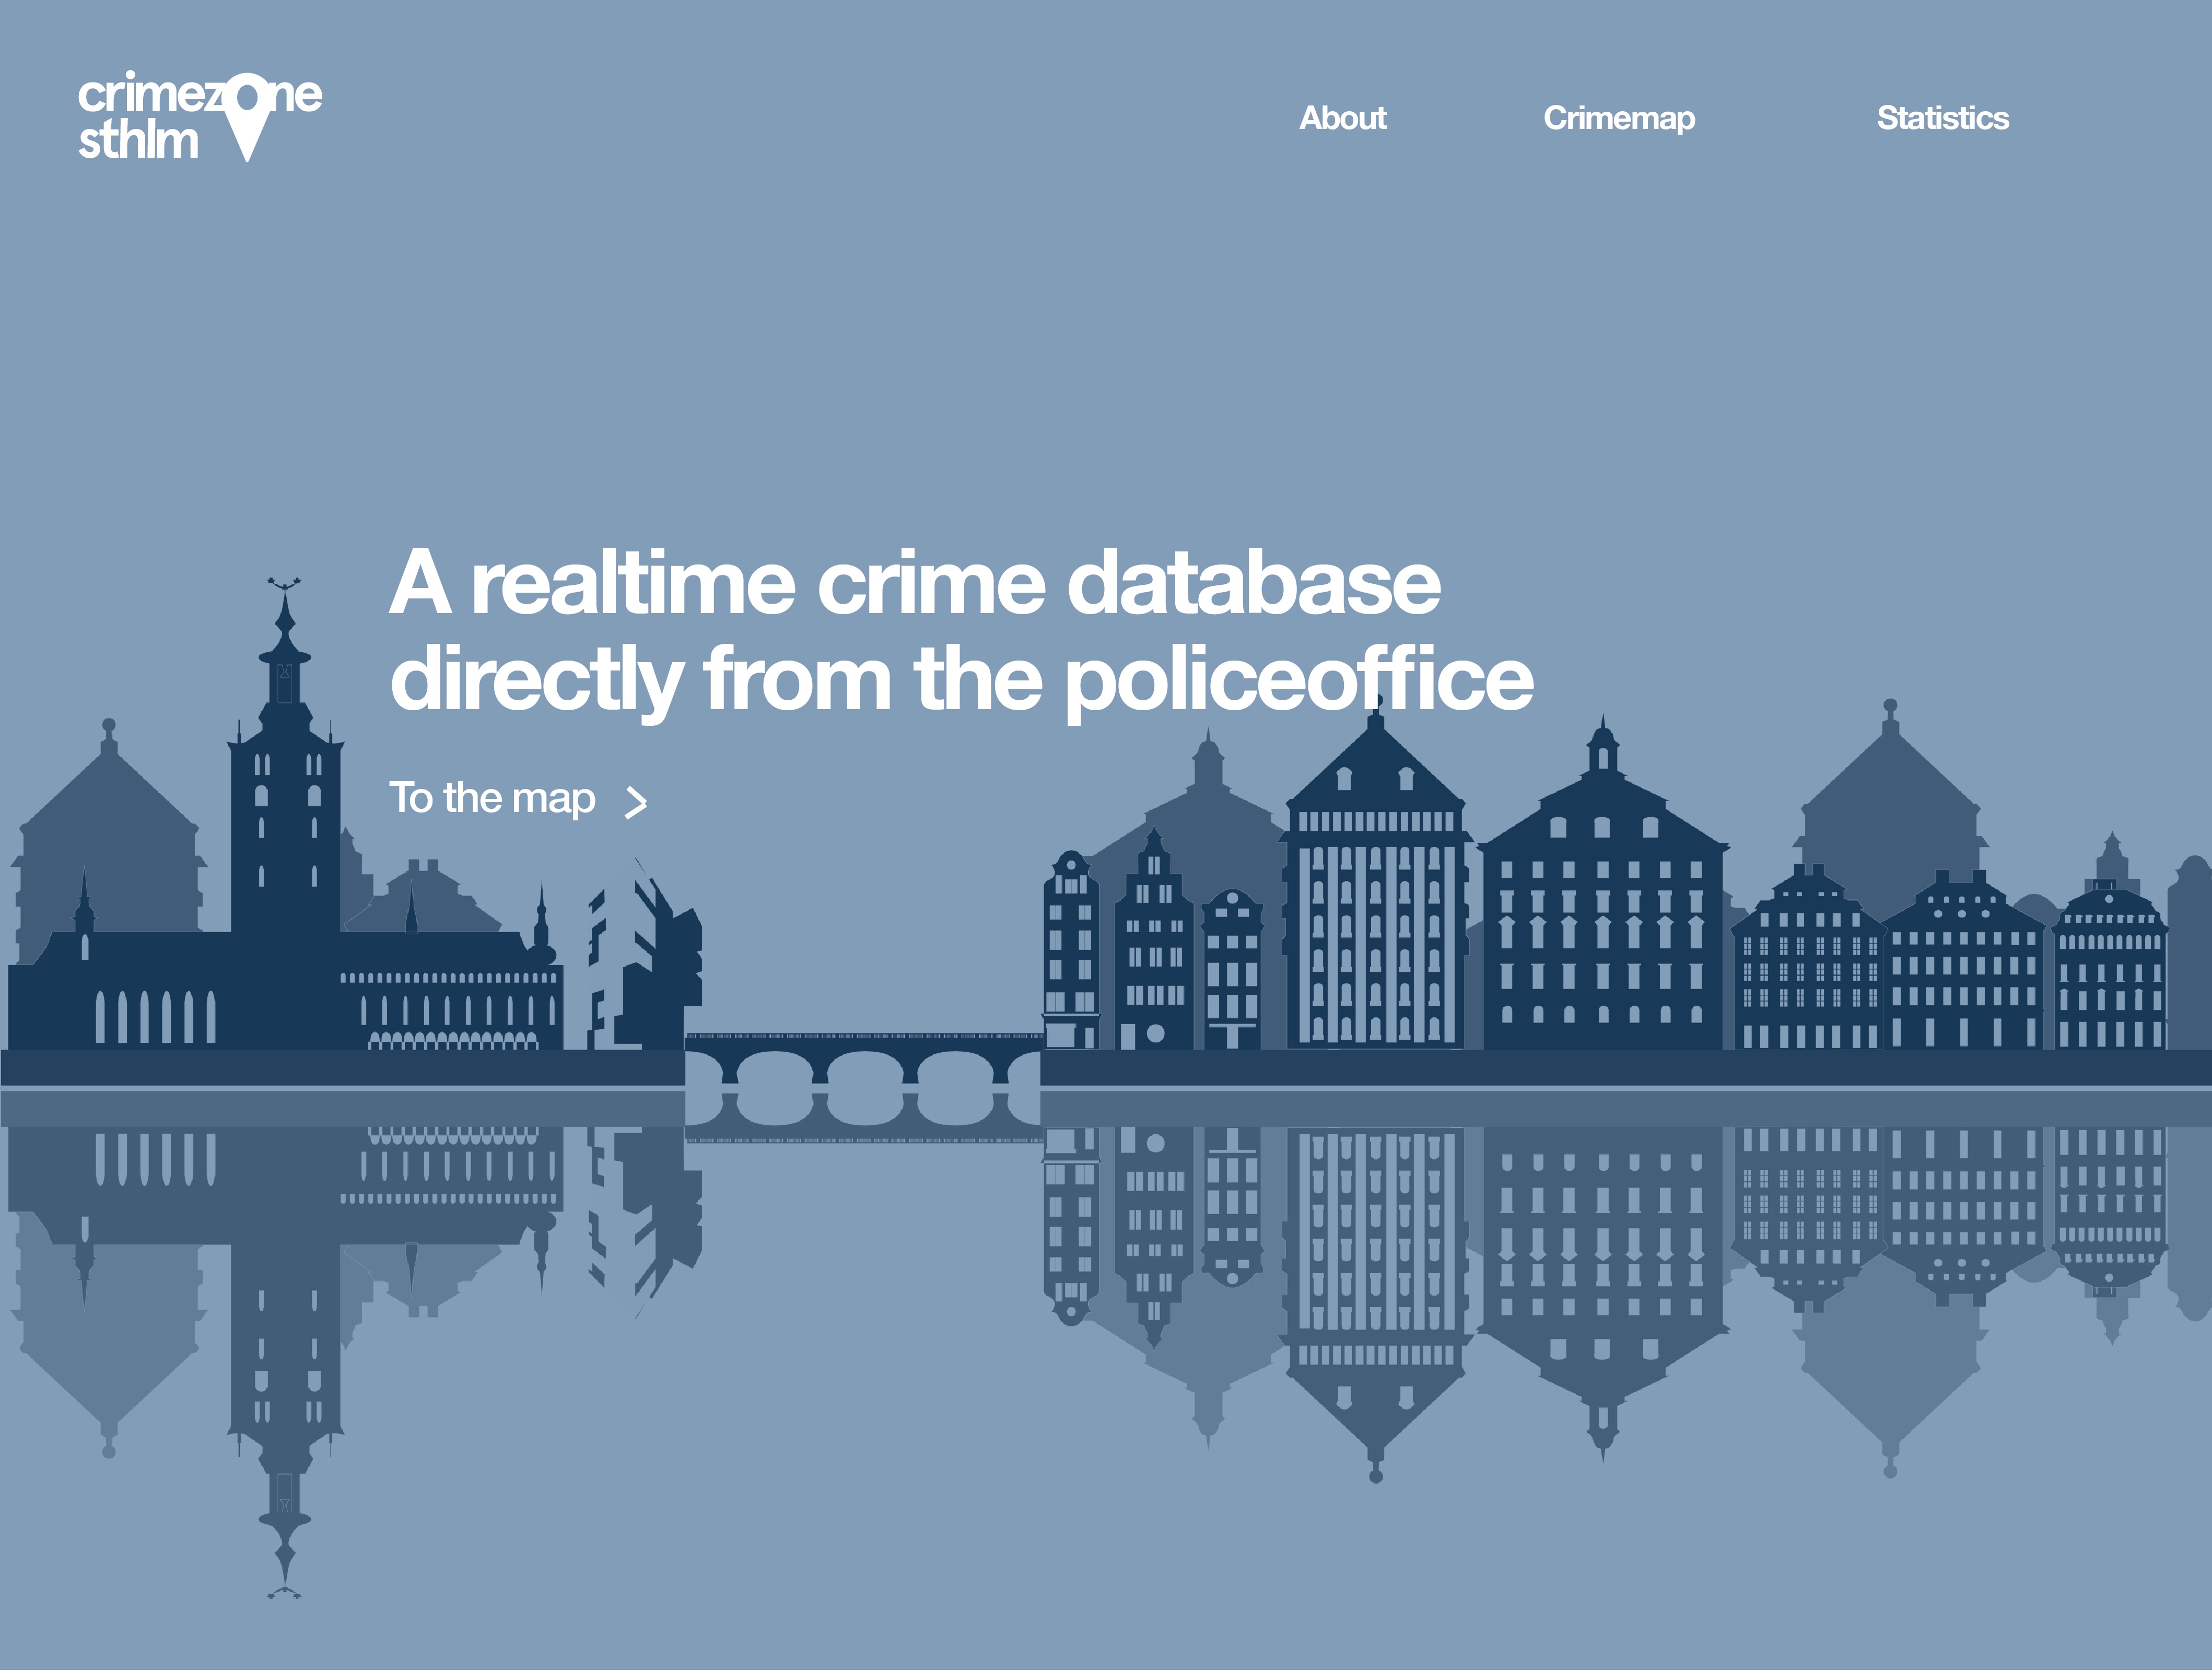 crimezone
sthlm
About Crimemap Statistics
A realtime crime database
directly from the policeoffice
To the map >